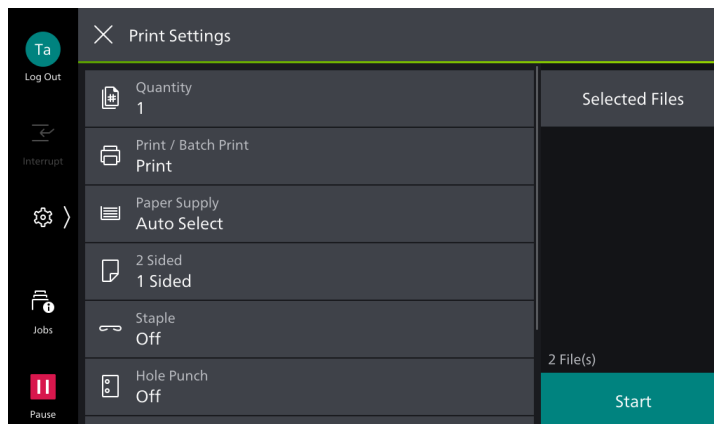 Ta
Log Out
Interrupt
Jobs
Pause
Print Settings
Quantity
1
Print / Batch Print
Print
Paper Supply
Auto Select
2 Sided
1 Sided
Staple
Off
Hole Punch
Off
Selected Files
2 File(s)
Start